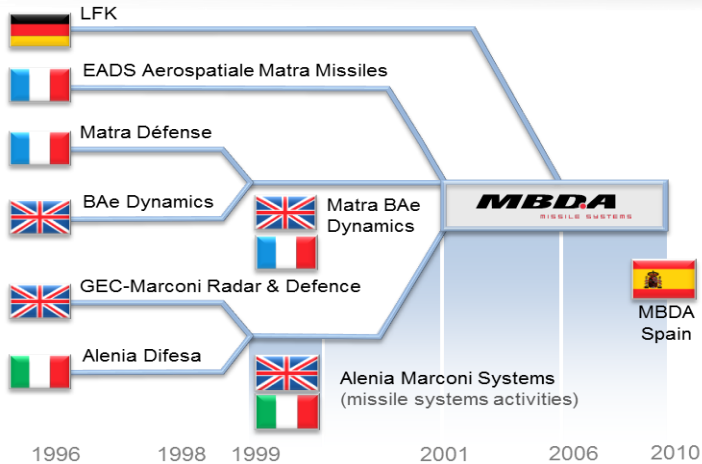 LFK
EADS Aerospatiale Matra Missiles
Matra Défense
BAe Dynamics
Matra BAe
Dynamics
MBDA
MISSILE SYSTEMS
GEC-Marconi Radar & Defence
MBDA
Spain
Alenia Difesa
Alenia Marconi Systems
(missile systems activities)
1996 1998 1999 2001 2006 2010